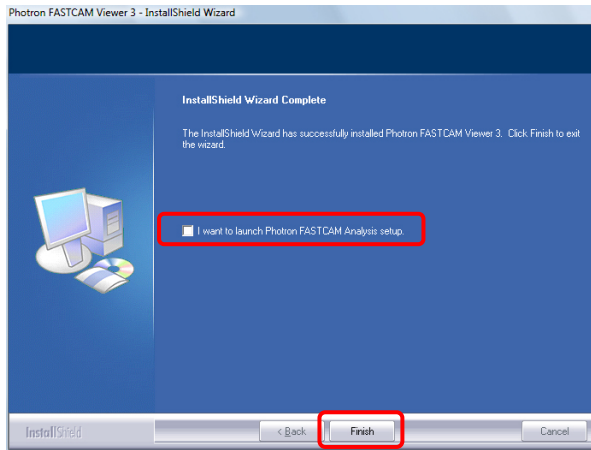 Photron FASTCAM Viewer 3 - InstallShield Wizard
InstallShield Wizard Complete
The InstallShield Wizard has successfully installed Photron FASTCAM Viewer 3. Click Finish to exit
the wizard.
I want to launch Photron FASTCAM Analysis setup.
InstallShield
< Back
Finish
Cancel